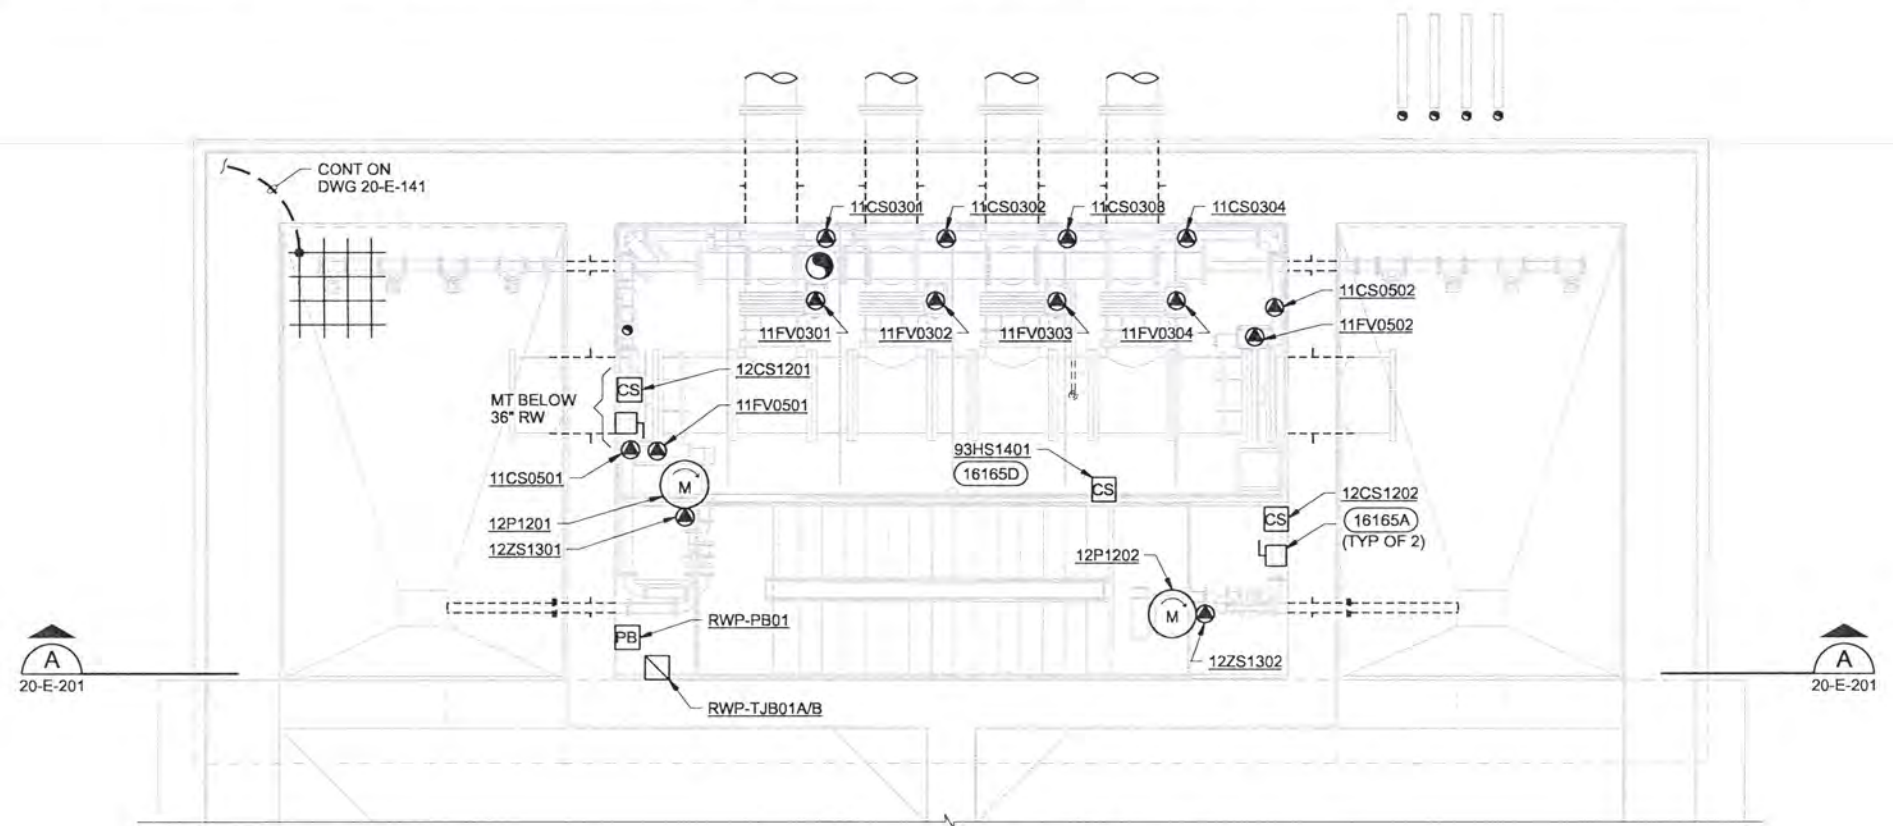 CONT ON
DWG 20-E-141
11CS0301
11CS0302
11CS0303
11CS0304
11CS0502
11FV0301
11FV0302
11FV0303
11FV0304
11FV0502
12CS1201
MT BELOW
36" RW
CS
11FV0501
93HS1401
16165D
CS
11CS0501
M
12CS1202
CS
16165A
(TYP OF 2)
12P1201
12ZS1301
12P1202
M
RWP-PB01
PB
A
20-E-201
12ZS1302
A
20-E-201
RWP-TJB01A/B